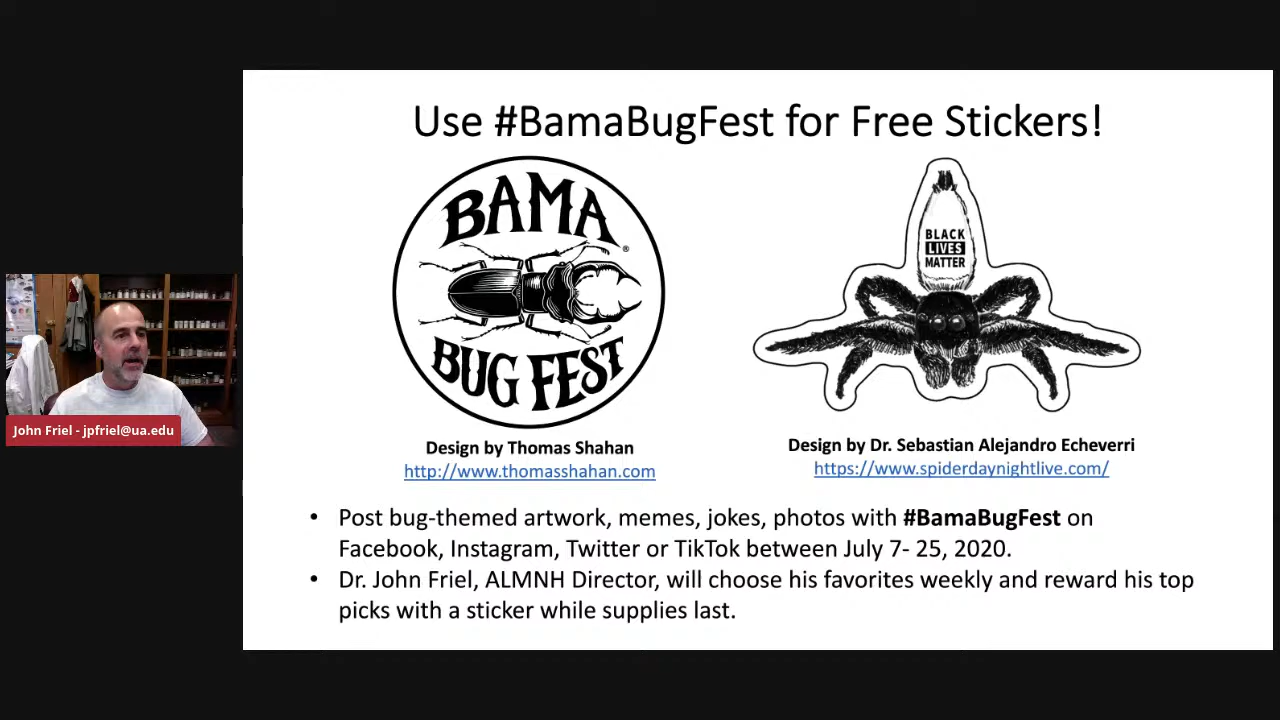 Use #BamaBugFest for Free Stickers!
BAMA
BUG FEST
®
BLACK
LIVES
MATTER
Design by Thomas Shahan
http://www.thomasshahan.com
Design by Dr. Sebastian Alejandro Echeverri
https://www.spiderdaynightlive.com/
John Friel - jpfriel@ua.edu
• Post bug-themed artwork, memes, jokes, photos with #BamaBugFest on
Facebook, Instagram, Twitter or TikTok between July 7- 25, 2020.
• Dr. John Friel, ALMNH Director, will choose his favorites weekly and reward his top
picks with a sticker while supplies last.